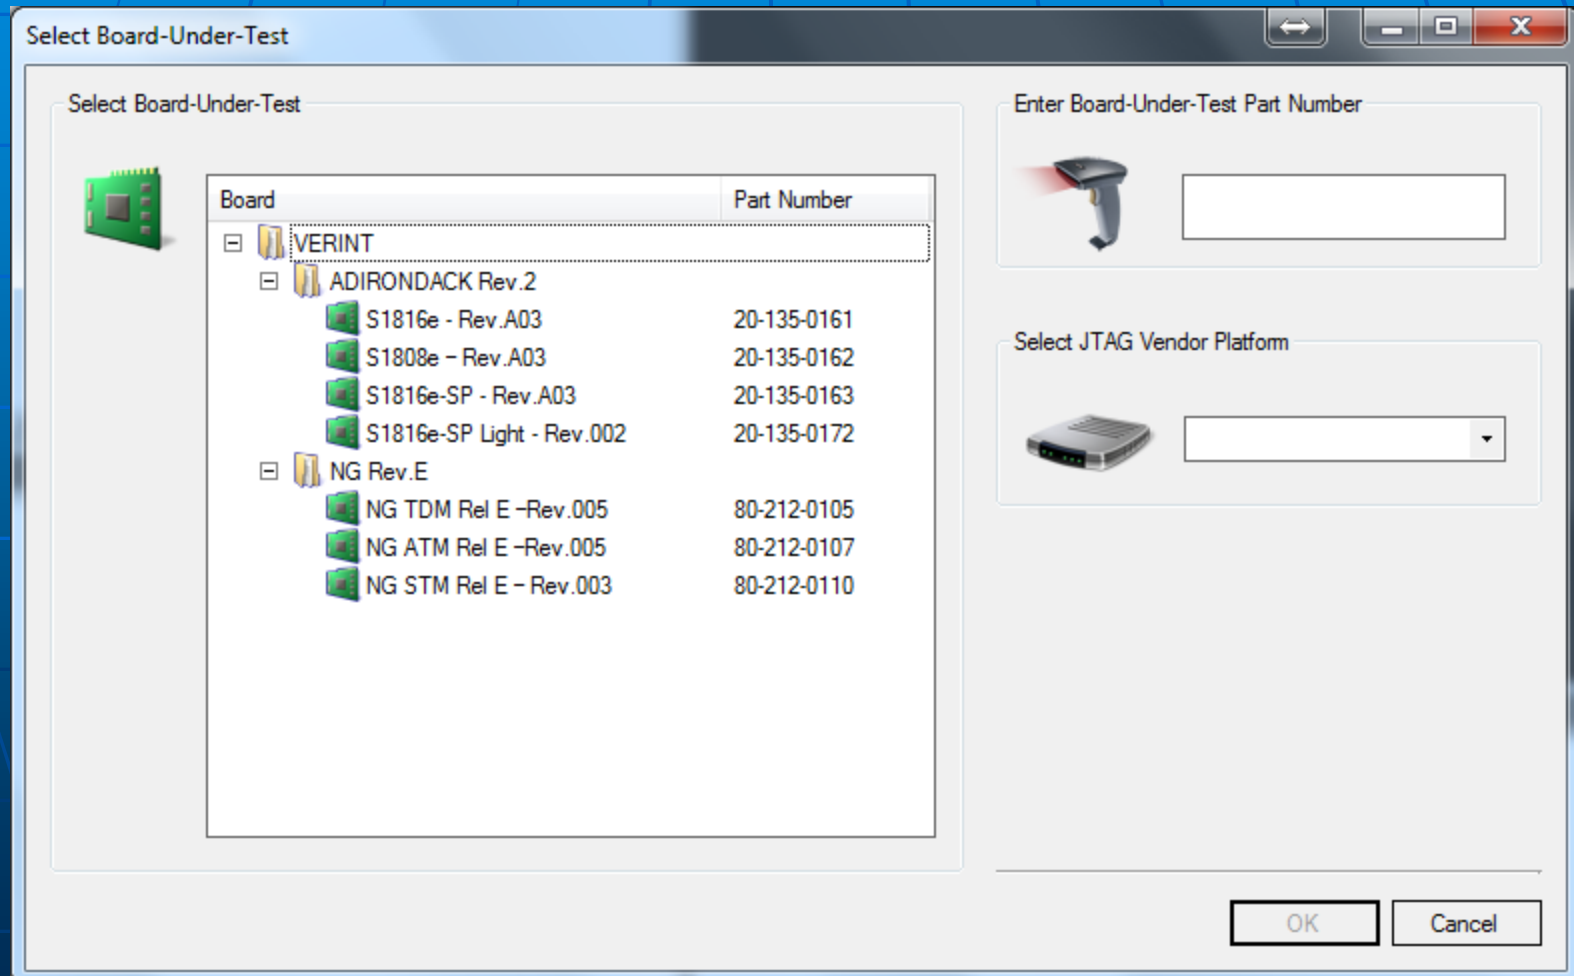 Select Board-Under-Test
Select Board-Under-Test
Board Part Number
VERINT
ADIRONDACK Rev.2
S1816e - Rev.A03 20-135-0161
S1808e – Rev.A03 20-135-0162
S1816e-SP - Rev.A03 20-135-0163
S1816e-SP Light - Rev.002 20-135-0172
NG Rev.E
NG TDM Rel E –Rev.005 80-212-0105
NG ATM Rel E –Rev.005 80-212-0107
NG STM Rel E – Rev.003 80-212-0110
Enter Board-Under-Test Part Number
Select JTAG Vendor Platform
OK Cancel